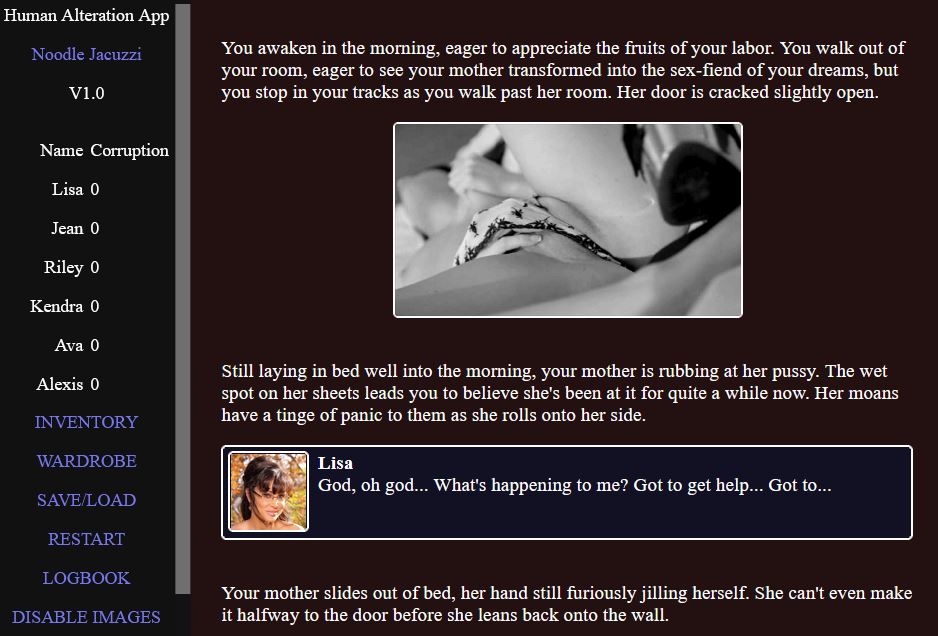 Human Alteration App
Noodle Jacuzzi
V1.0
Name Corruption
Lisa 0
Jean 0
Riley 0
Kendra 0
Ava 0
Alexis 0
INVENTORY
WARDROBE
SAVE/LOAD
RESTART
LOGBOOK
DISABLE IMAGES
You awaken in the morning, eager to appreciate the fruits of your labor. You walk out of
your room, eager to see your mother transformed into the sex-fiend of your dreams, but
you stop in your tracks as you walk past her room. Her door is cracked slightly open.
Still laying in bed well into the morning, your mother is rubbing at her pussy. The wet
spot on her sheets leads you to believe she's been at it for quite a while now. Her moans
have a tinge of panic to them as she rolls onto her side.
Lisa
God, oh god... What's happening to me? Got to get help... Got to...
Your mother slides out of bed, her hand still furiously jilling herself. She can't even make
it halfway to the door before she leans back onto the wall.